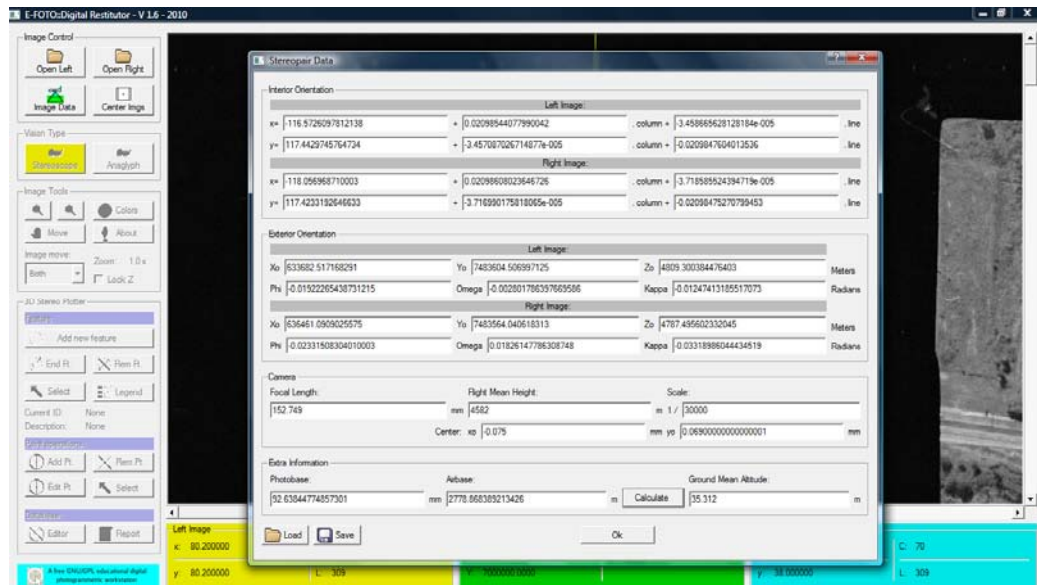 E-FOTO::Digital Restitutor - V 1.6 - 2010
Image Control
Open Left Open Right
Image Data Center Imgs
Vision Type
Stereoscope Anaglyph
Image Tools
Colors
Move About
Image move: Zoom: 1.0 x
Both Lock Z
3D Stereo Plotter
Feature:
Add new feature
End Ft. Rem Ft.
Select Legend
Current ID: None
Description: None
Add Pt. Rem Pt.
Edit Pt. Select
Database:
Editor Report
A free GNU/GPL educational digital
photogrammetric workstation
Stereopair Data
Interior Orientation
Left Image:
x= -116.5726097812138 + 0.02098544077990042 . column + -3.458665628128184e-005 . line
y= 117.4429745764734 + -3.457087026714877e-005 . column + -0.0209847604013536 . line
Right Image:
x= -118.056968710003 + 0.02098608023646726 . column + -3.718585524394719e-005 . line
y= 117.4233192646633 + -3.716990175818065e-005 . column + -0.02098475270799453 . line
Exterior Orientation
Left Image:
Xo 633682.517168291 Yo 7483604.506997125 Zo 4809.300384476403 Meters
Phi -0.01922265438731215 Omega -0.002801786397669586 Kappa -0.01247413185517073 Radians
Right Image:
Xo 636461.0909025575 Yo 7483564.040618313 Zo 4787.495602332045 Meters
Phi -0.02331508304010003 Omega 0.01826147786308748 Kappa -0.03318986044434519 Radians
Camera
Focal Length: Flight Mean Height: Scale:
152.749 mm 4582 m 1 / 30000
Center: xo -0.075 mm yo 0.06900000000000001 mm
Extra Information
Photobase: Airbase: Ground Mean Altitude:
92.63844774857301 mm 2778.868389213426 m Calculate 35.312 m
Load Save Ok
Left Image
x: 80.200000 C: 70
y: 80.200000 L: 309 Y: 7000000.0000 y: 38.000000 L: 309